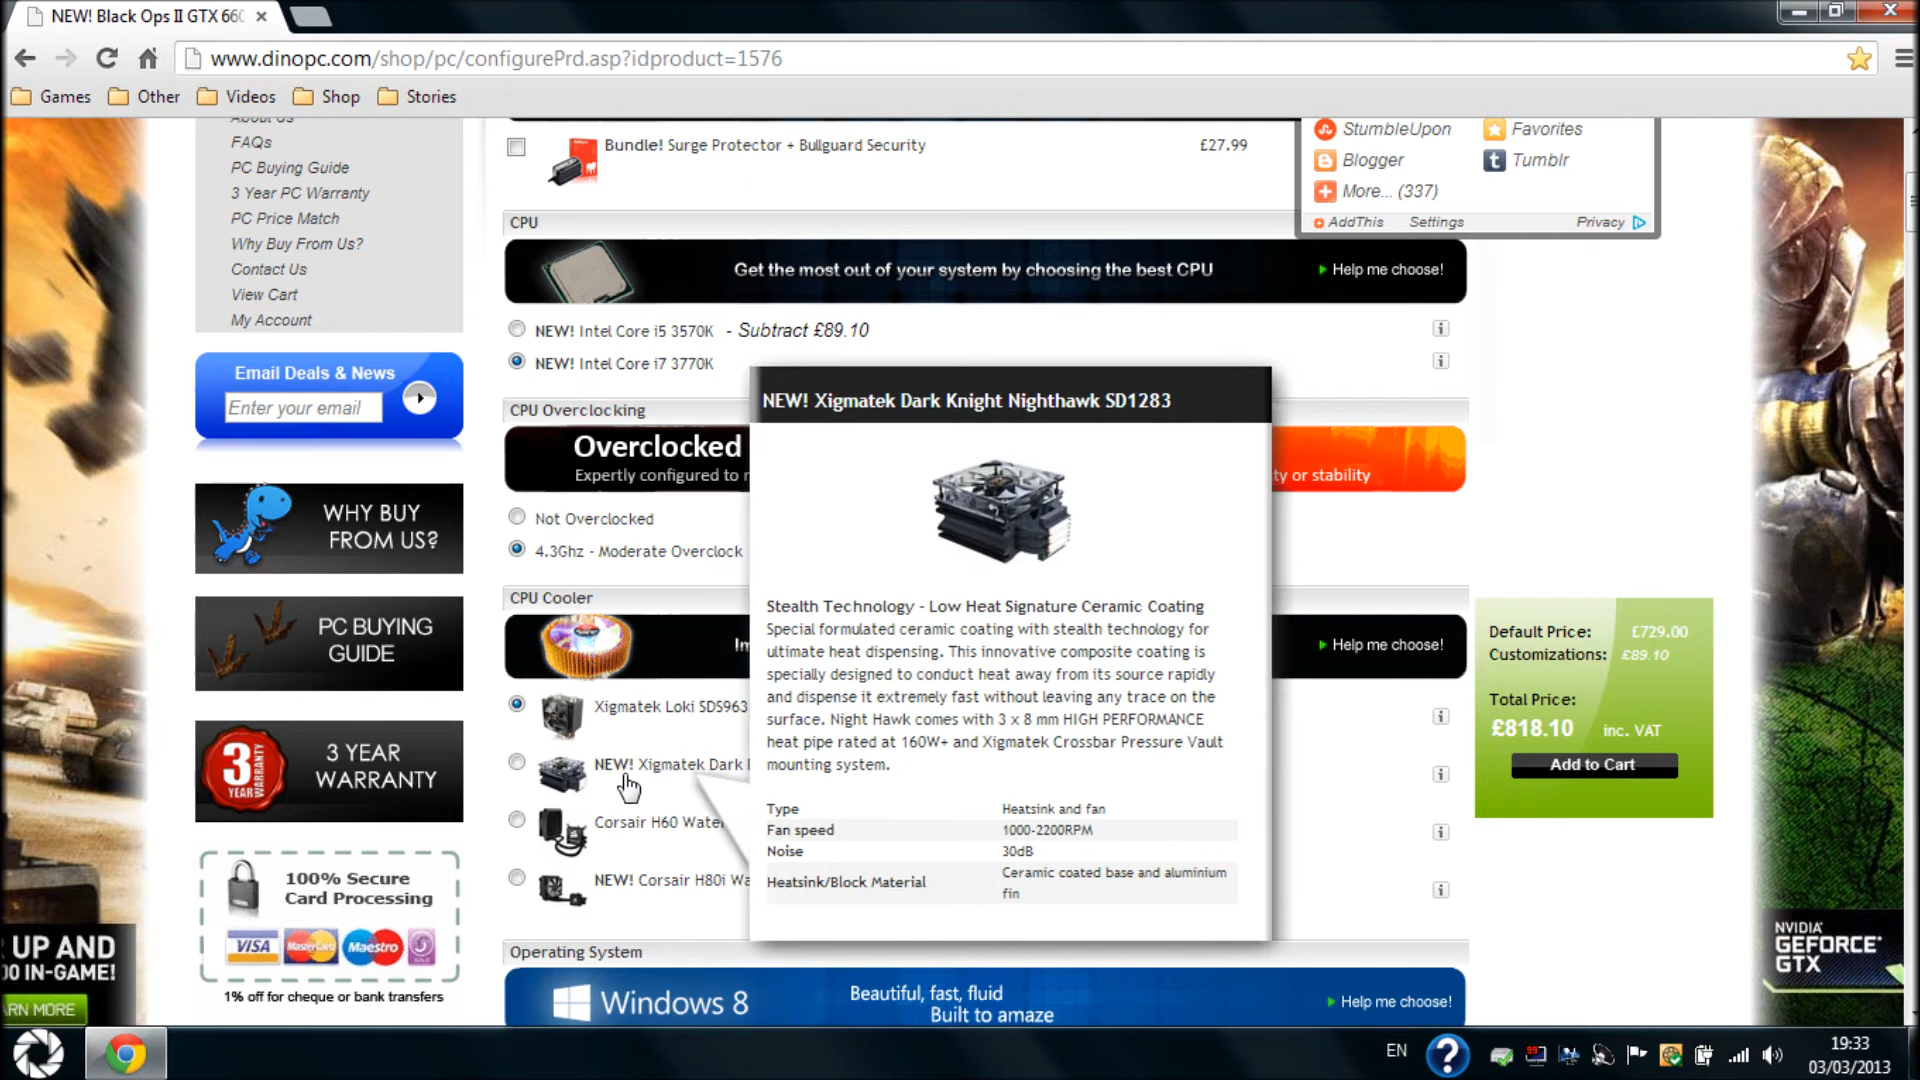 NEW! Black Ops II GTX 660
www.dinopc.com/shop/pc/configurePrd.asp?idproduct=1576
Games
Other
Videos
Shop
Stories
About Us
FAQs
PC Buying Guide
3 Year PC Warranty
PC Price Match
Why Buy From Us?
Contact Us
View Cart
My Account
Email Deals & News
Enter your email
WHY BUY
FROM US?
PC BUYING
GUIDE
3
YEAR
WARRANTY
3 YEAR
WARRANTY
100% Secure
Card Processing
VISA
MasterCard
Maestro
1% off for cheque or bank transfers
UP AND
00 IN-GAME!
ARN MORE
Bundle! Surge Protector + Bullguard Security
£27.99
CPU
Get the most out of your system by choosing the best CPU
Help me choose!
NEW! Intel Core i5 3570K - Subtract £89.10
NEW! Intel Core i7 3770K
CPU Overclocking
Overclocked
Expertly configured to
ty or stability
Not Overclocked
4.3Ghz - Moderate Overclock
CPU Cooler
Im
Help me choose!
Xigmatek Loki SD5963
NEW! Xigmatek Dark
Corsair H60 Water
NEW! Corsair H80i Wa
NEW! Xigmatek Dark Knight Nighthawk SD1283
Stealth Technology - Low Heat Signature Ceramic Coating
Special formulated ceramic coating with stealth technology for
ultimate heat dispensing. This innovative composite coating is
specially designed to conduct heat away from its source rapidly
and dispense it extremely fast without leaving any trace on the
surface. Night Hawk comes with 3 x 8 mm HIGH PERFORMANCE
heat pipe rated at 160W+ and Xigmatek Crossbar Pressure Vault
mounting system.
Type Heatsink and fan
Fan speed 1000-2200RPM
Noise 30dB
Heatsink/Block Material Ceramic coated base and aluminium
fin
Operating System
Windows 8
Beautiful, fast, fluid
Built to amaze
Help me choose!
StumbleUpon
Favorites
Blogger
Tumblr
More... (337)
AddThis
Settings
Privacy
Default Price: £729.00
Customizations: £89.10
Total Price:
£818.10 inc. VAT
Add to Cart
NVIDIA
GEFORCE
GTX
EN
19:33
03/03/2013